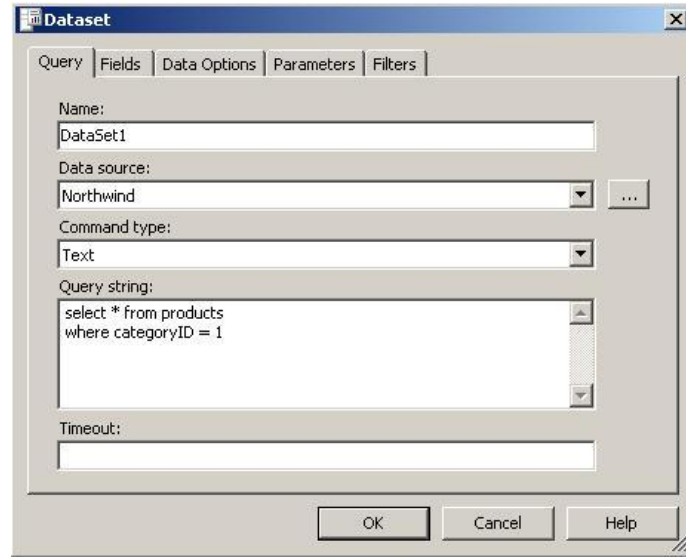 Dataset
Query Fields Data Options Parameters Filters
Name:
DataSet1
Data source:
Northwind
...
Command type:
Text
Query string:
select * from products
where categoryID = 1
Timeout:
OK Cancel Help